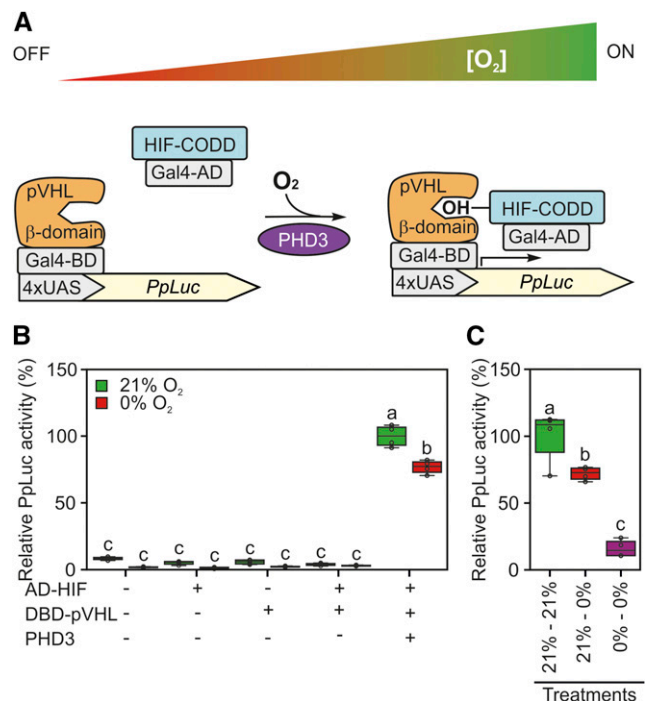 A
OFF
[O₂]
ON
HIF-CODD
Gal4-AD
pVHL
β-domain
Gal4-BD
4xUAS
PpLuc
O₂
PHD3
pVHL
OH
HIF-CODD
β-domain
Gal4-AD
Gal4-BD
4xUAS
PpLuc
B
Relative PpLuc activity (%)
150
100
50
0
21% O₂
0% O₂
c c c c c c c c a b
AD-HIF - + - + +
DBD-pVHL - - + + +
PHD3 - - - - +
C
Relative PpLuc activity (%)
150
100
50
0
a
b
c
21% - 21%
21% - 0%
0% - 0%
Treatments